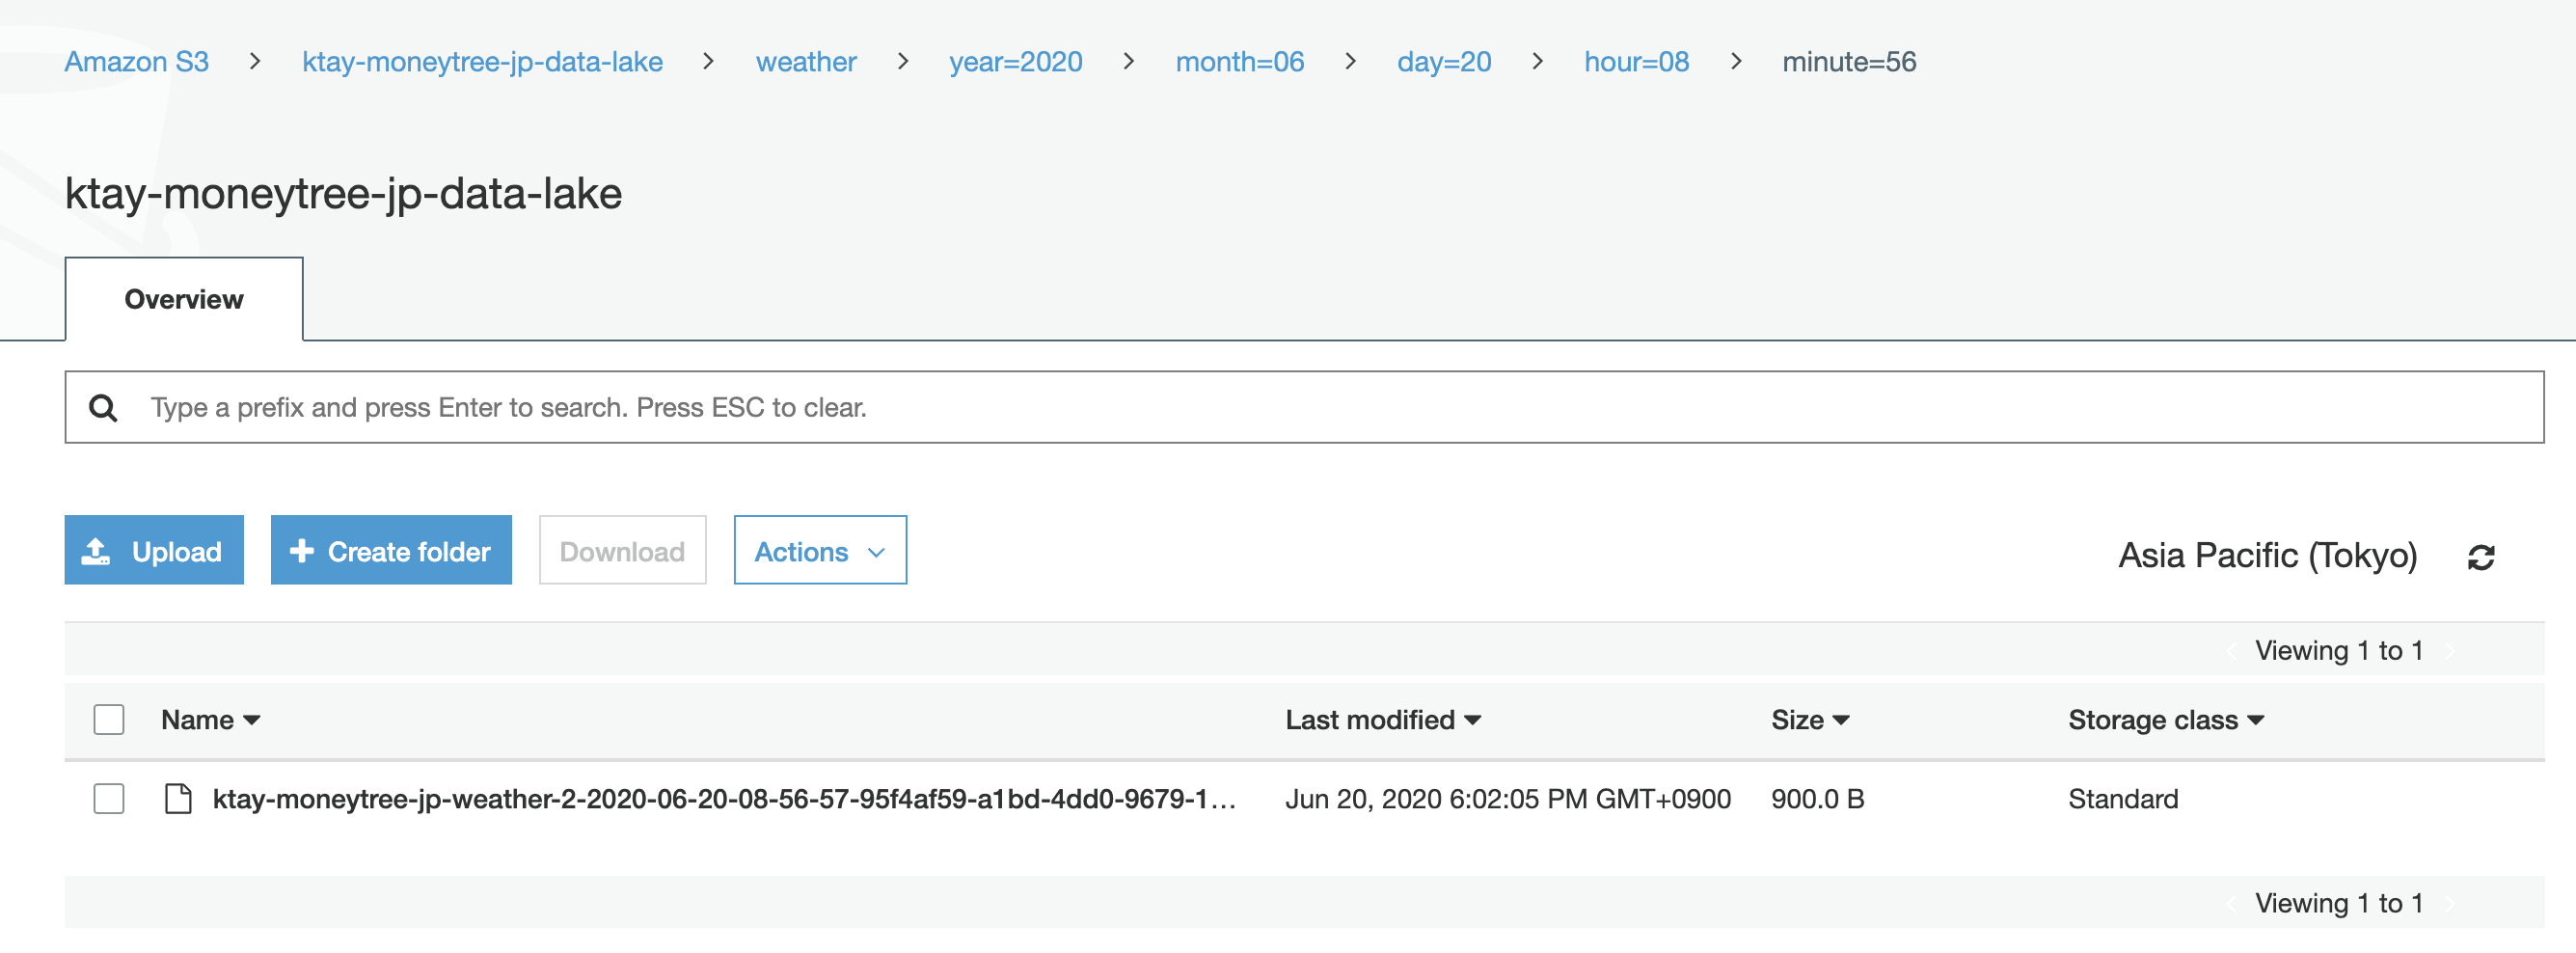 Amazon S3 > ktay-moneytree-jp-data-lake > weather > year=2020 > month=06 > day=20 > hour=08 > minute=56
ktay-moneytree-jp-data-lake
Overview
Type a prefix and press Enter to search. Press ESC to clear.
Upload + Create folder Download Actions Asia Pacific (Tokyo)
Viewing 1 to 1
Name Last modified Size Storage class
ktay-moneytree-jp-weather-2-2020-06-20-08-56-57-95f4af59-a1bd-4dd0-9679-1... Jun 20, 2020 6:02:05 PM GMT+0900 900.0 B Standard
Viewing 1 to 1